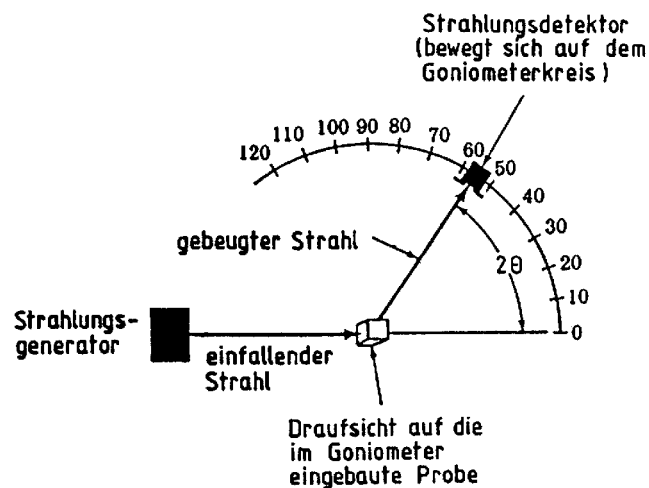 Strahlungsdetektor
(bewegt sich auf dem
Goniometerkreis)
120 110 100 90 80 70 60 50 40 30 20 10 0
gebeugter Strahl
2θ
Strahlungs-
generator
einfallender
Strahl
Draufsicht auf die
im Goniometer
eingebaute Probe